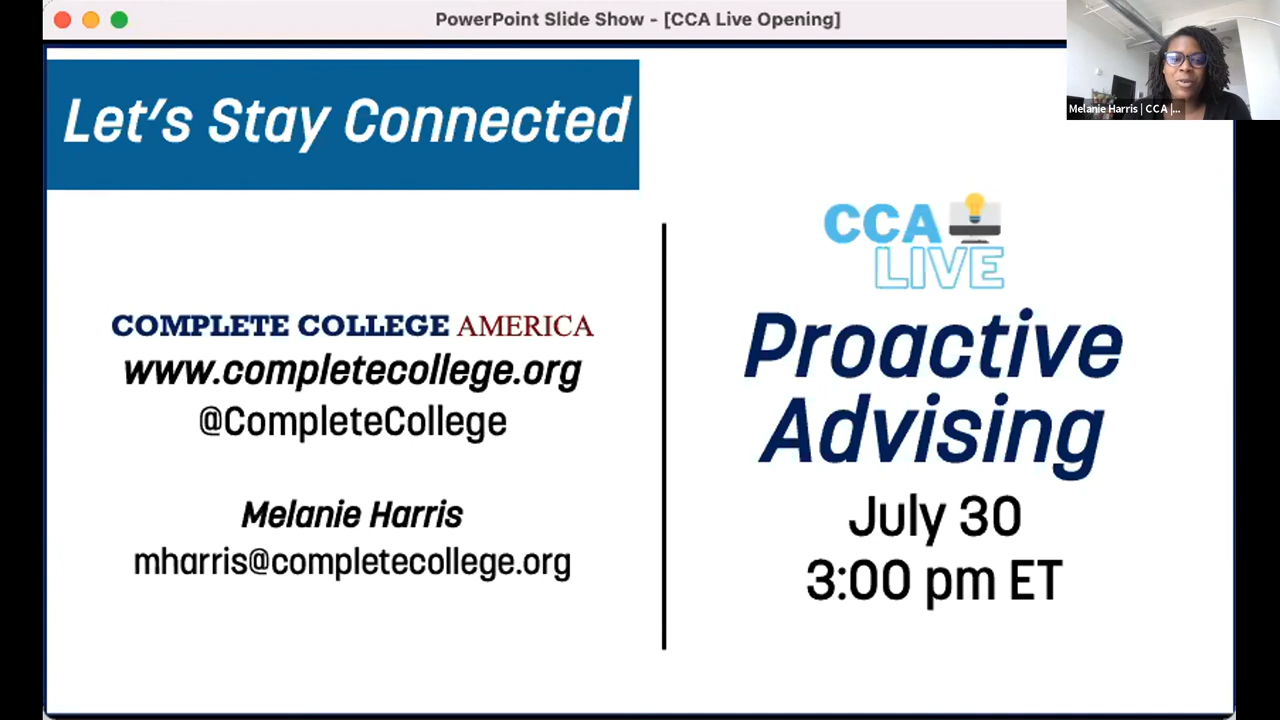 PowerPoint Slide Show - [CCA Live Opening]
Melanie Harris | CCA |...
Let's Stay Connected
COMPLETE COLLEGE AMERICA
www.completecollege.org
@CompleteCollege
Melanie Harris
mharris@completecollege.org
CCA
LIVE
Proactive
Advising
July 30
3:00 pm ET